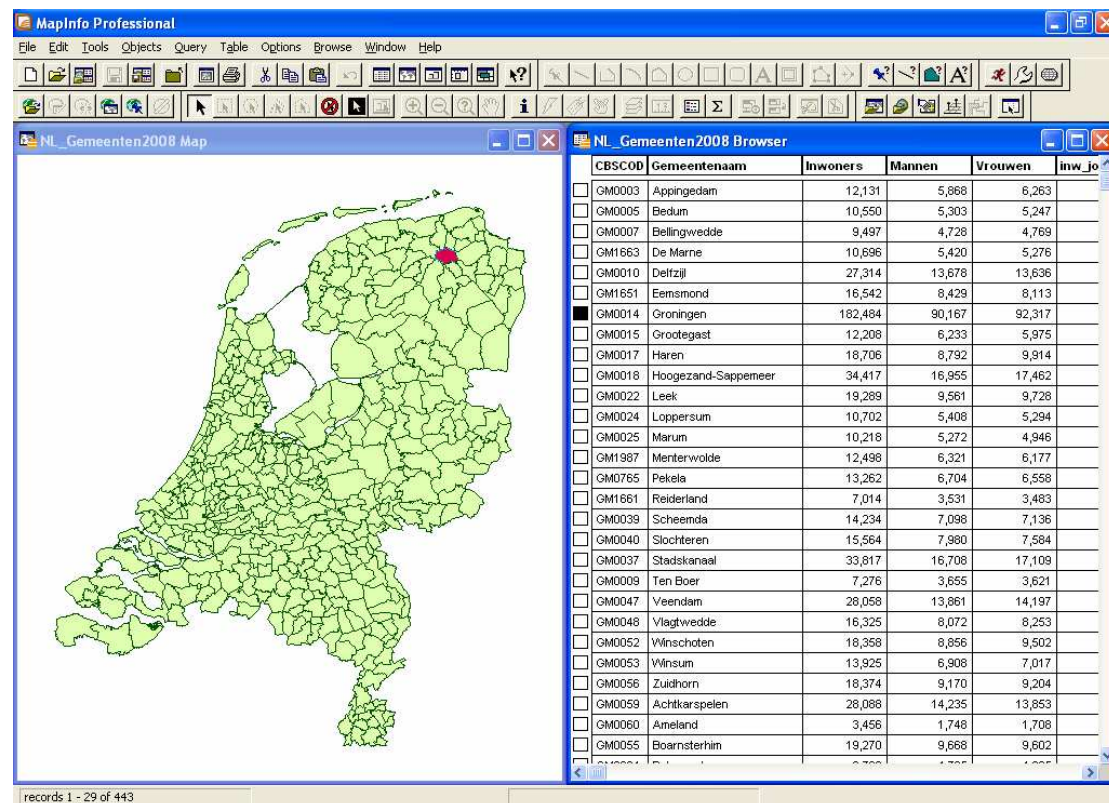 MapInfo Professional
File Edit Tools Objects Query Table Options Browse Window Help
NL_Gemeenten2008 Map
NL_Gemeenten2008 Browser
CBSCOD Gemeentenaam Inwoners Mannen Vrouwen inw_jo
GM0003 Appingedam 12,131 5,868 6,263
GM0005 Bedum 10,550 5,303 5,247
GM0007 Bellingwedde 9,497 4,728 4,769
GM1663 De Marne 10,696 5,420 5,276
GM0010 Delfzijl 27,314 13,678 13,636
GM1651 Eemsmond 16,542 8,429 8,113
GM0014 Groningen 182,484 90,167 92,317
GM0015 Grootegast 12,208 6,233 5,975
GM0017 Haren 18,706 8,792 9,914
GM0018 Hoogezand-Sappemeer 34,417 16,955 17,462
GM0022 Leek 19,289 9,561 9,728
GM0024 Loppersum 10,702 5,408 5,294
GM0025 Marum 10,218 5,272 4,946
GM1987 Menterwolde 12,498 6,321 6,177
GM0765 Pekela 13,262 6,704 6,558
GM1661 Reiderland 7,014 3,531 3,483
GM0039 Scheemda 14,234 7,098 7,136
GM0040 Slochteren 15,564 7,980 7,584
GM0037 Stadskanaal 33,817 16,708 17,109
GM0009 Ten Boer 7,276 3,655 3,621
GM0047 Veendam 28,058 13,861 14,197
GM0048 Vlagtwedde 16,325 8,072 8,253
GM0052 Winschoten 18,358 8,856 9,502
GM0053 Winsum 13,925 6,908 7,017
GM0056 Zuidhorn 18,374 9,170 9,204
GM0059 Achtkarspelen 28,088 14,235 13,853
GM0060 Ameland 3,456 1,748 1,708
GM0055 Boarnsterhim 19,270 9,668 9,602
records 1 - 29 of 443